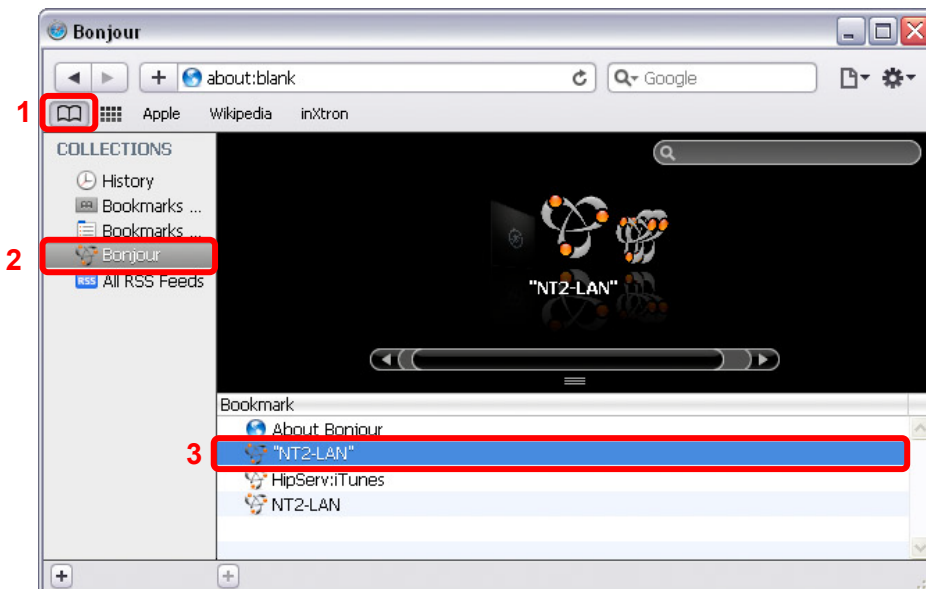 Bonjour
about:blank
Google
1
Apple Wikipedia inXtron
COLLECTIONS
History
Bookmarks ...
Bookmarks ...
2
Bonjour
RSS All RSS Feeds
"NT2-LAN"
Bookmark
About Bonjour
3
"NT2-LAN"
HipServ:iTunes
NT2-LAN